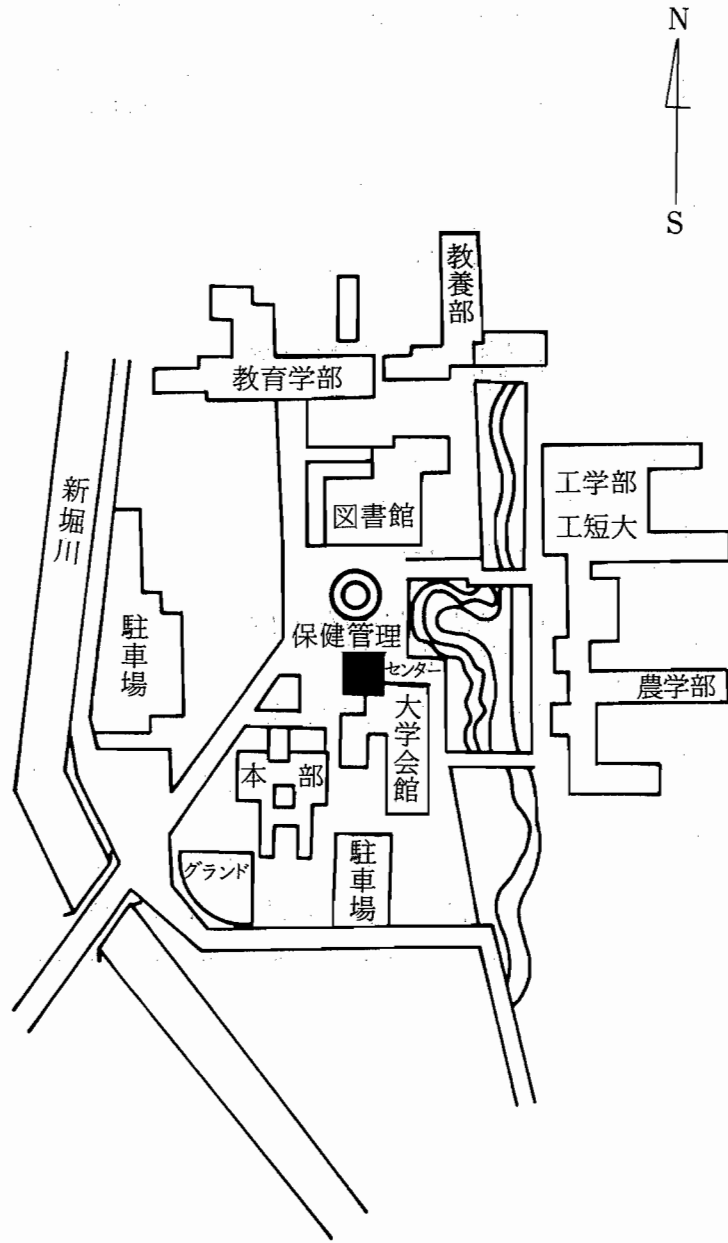 N
S
教養部
教育学部
新堀川
図書館
工学部
工短大
駐車場
保健管理
センター
農学部
大学会館
本部
グランド
駐車場